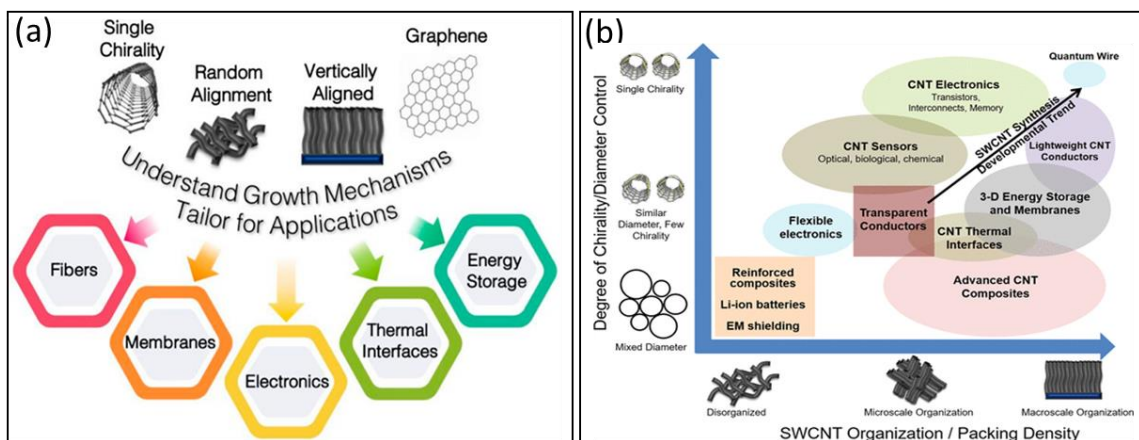 (a)
Single
Chirality
Random
Alignment
Vertically
Aligned
Graphene
Understand Growth Mechanisms
Tailor for Applications
Fibers
Membranes
Electronics
Thermal
Interfaces
Energy
Storage
(b)
Degree of Chirality/Diameter Control
Single Chirality
Similar
Diameter, Few
Chirality
Mixed Diameter
Quantum Wire
CNT Electronics
Transistors,
Interconnects, Memory
SWCNT Synthesis
Developmental Trend
CNT Sensors
Optical, biological, chemical
Lightweight CNT
Conductors
3-D Energy Storage
and Membranes
Flexible
electronics
Transparent
Conductors
CNT Thermal
Interfaces
Reinforced
composites
Li-ion batteries
EM shielding
Advanced CNT
Composites
Disorganized
Microscale Organization
Macroscale Organization
SWCNT Organization / Packing Density